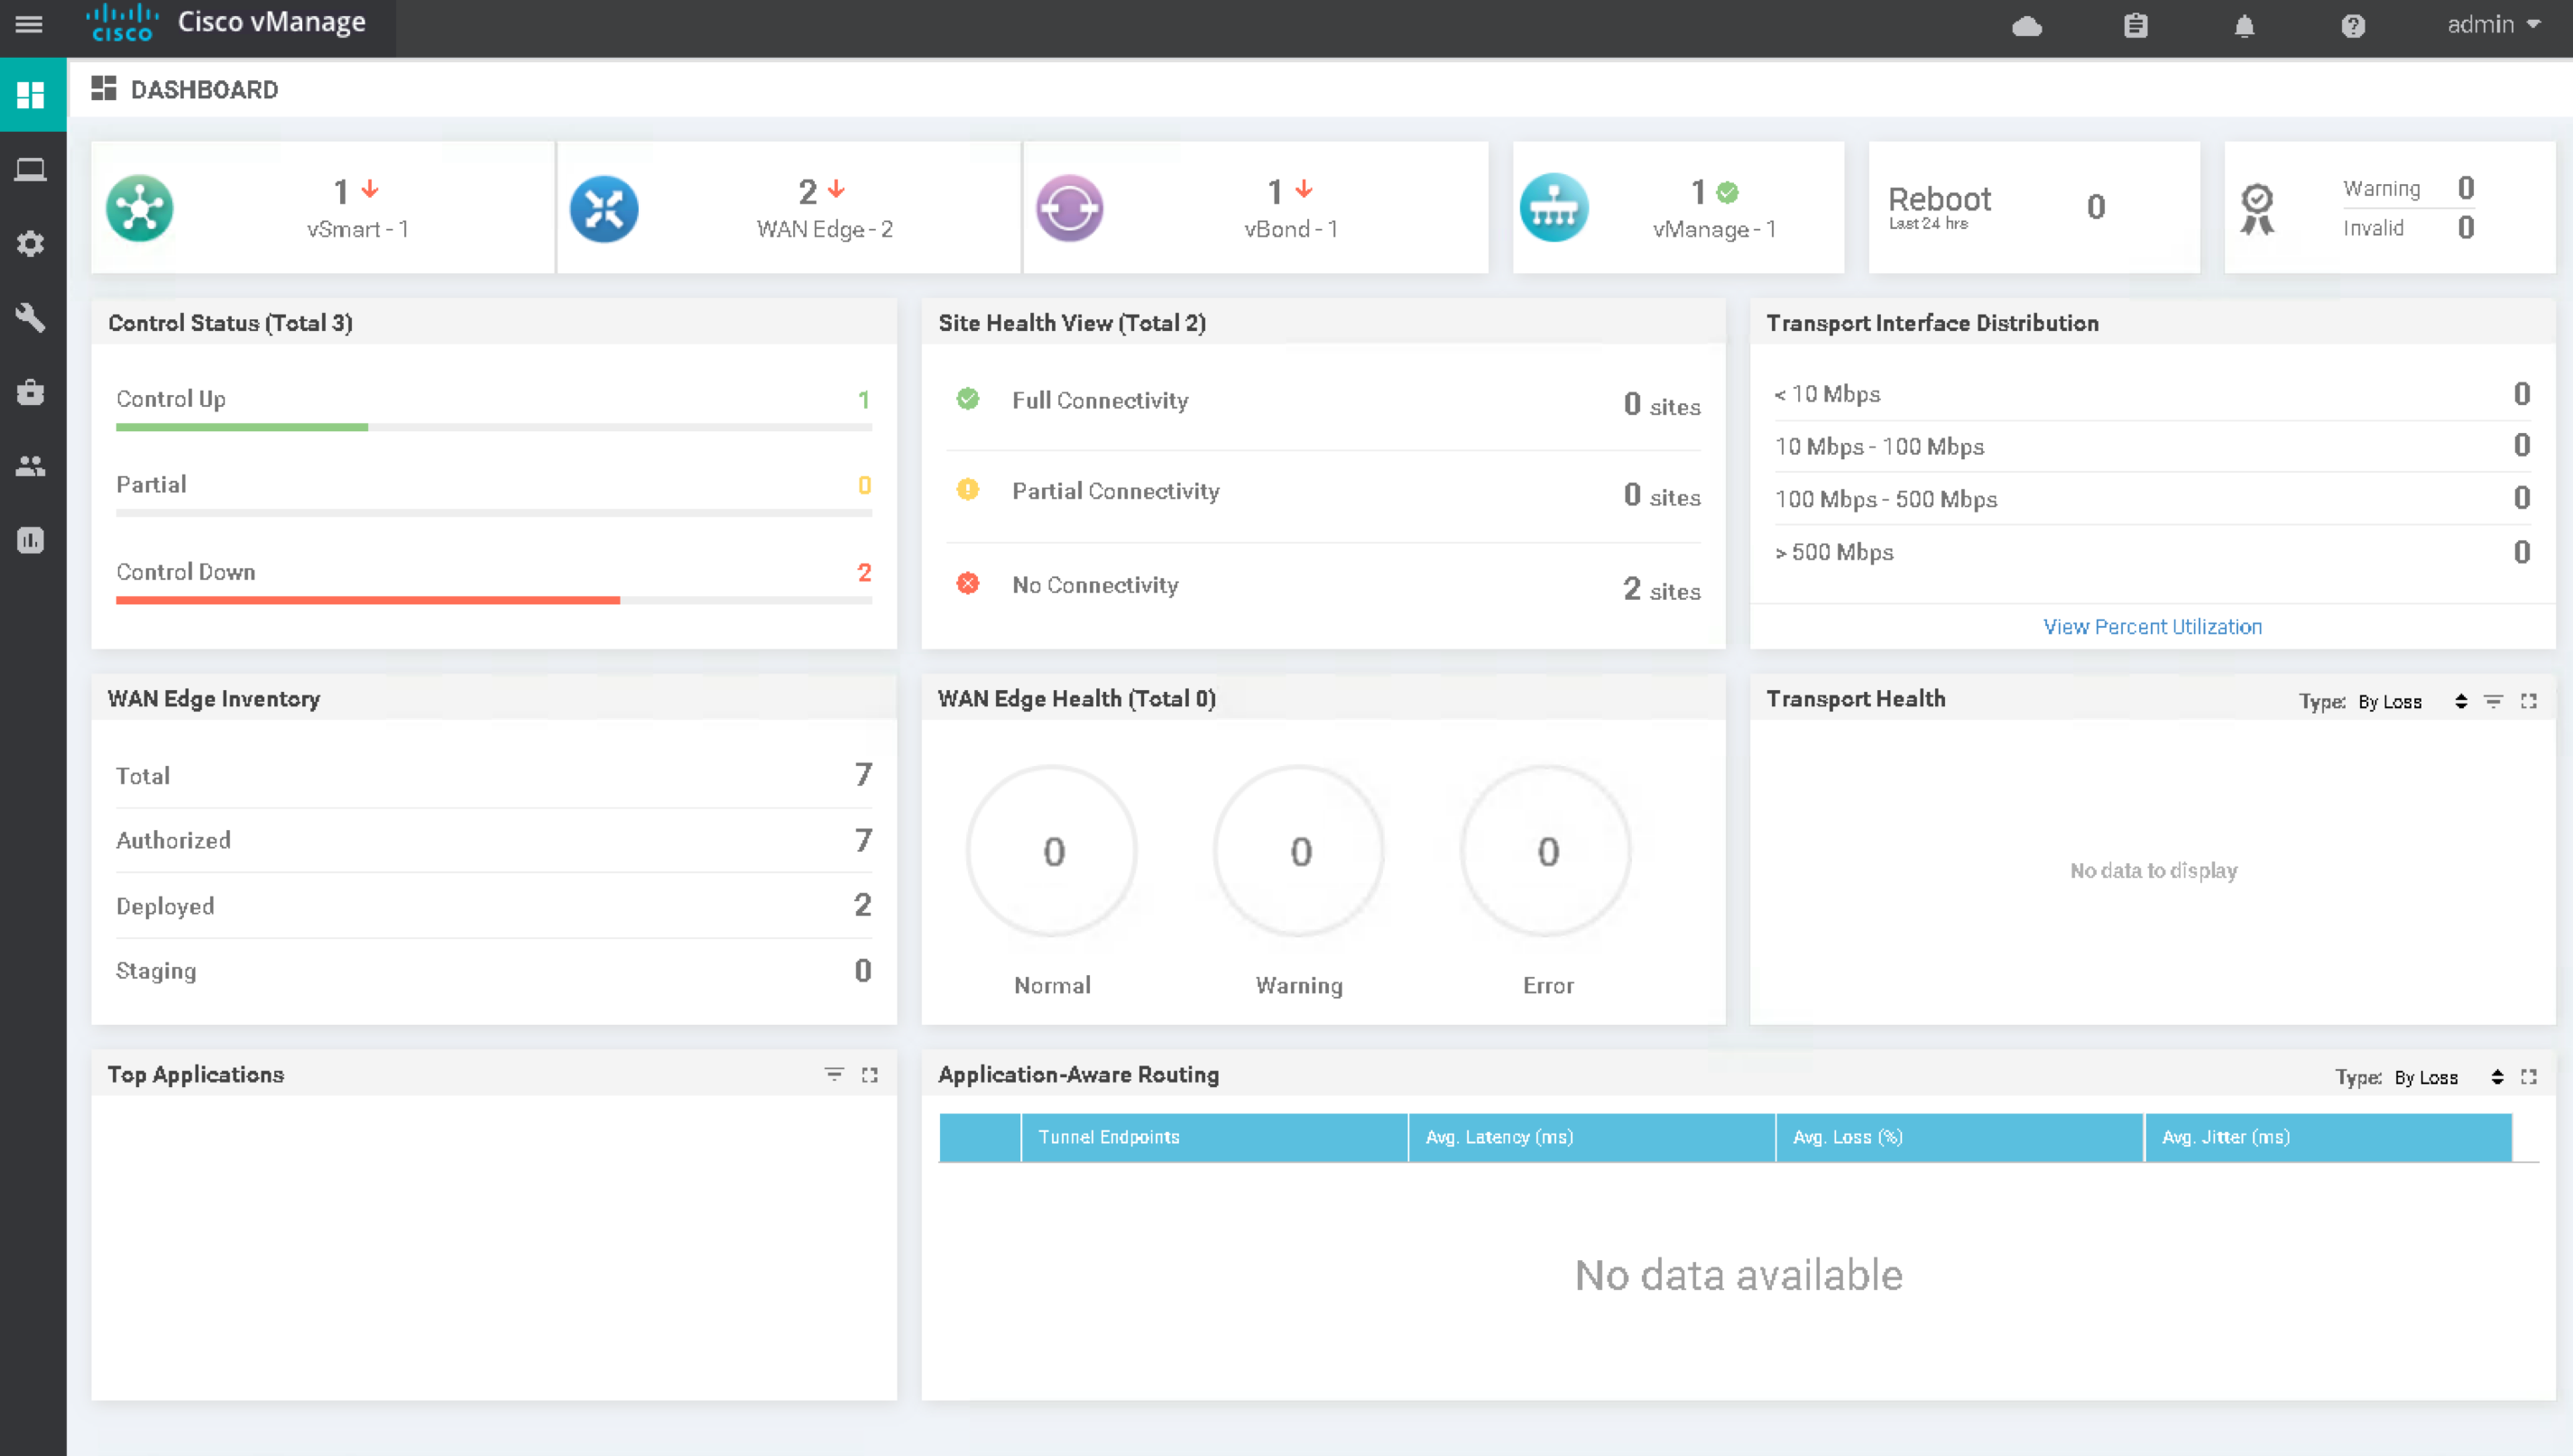 cisco Cisco vManage admin
DASHBOARD
1
vSmart - 1
2
WAN Edge - 2
1
vBond - 1
1
vManage - 1
Reboot
Last 24 hrs
0
Warning 0
Invalid 0
Control Status (Total 3)
Control Up 1
Partial 0
Control Down 2
Site Health View (Total 2)
Full Connectivity 0 sites
Partial Connectivity 0 sites
No Connectivity 2 sites
Transport Interface Distribution
< 10 Mbps 0
10 Mbps - 100 Mbps 0
100 Mbps - 500 Mbps 0
> 500 Mbps 0
View Percent Utilization
WAN Edge Inventory
Total 7
Authorized 7
Deployed 2
Staging 0
WAN Edge Health (Total 0)
0 0 0
Normal Warning Error
Transport Health Type: By Loss
No data to display
Top Applications
Application-Aware Routing Type: By Loss
Tunnel Endpoints Avg. Latency (ms) Avg. Loss (%) Avg. Jitter (ms)
No data available